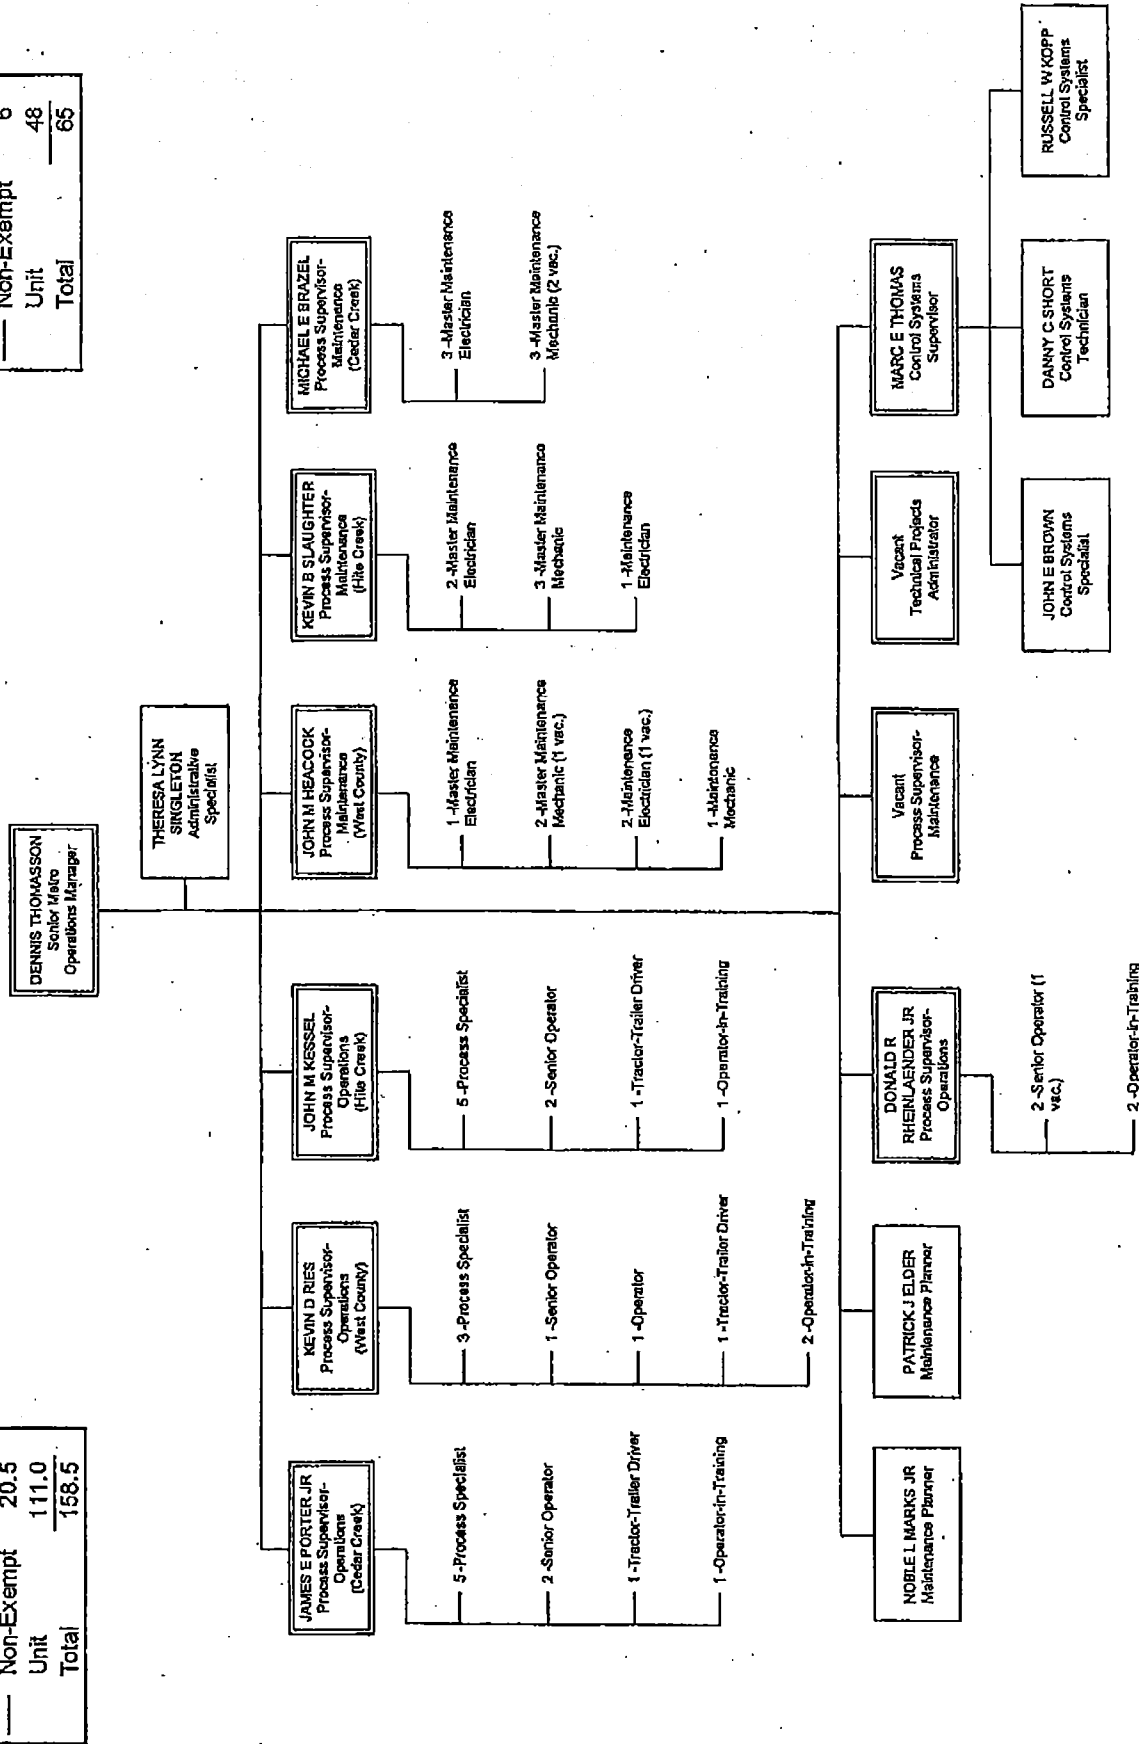 Non-Exempt 20.5
Unit 111.0
Total 158.5
Non-Exempt 6
Unit 48
Total 65
DENNIS THOMASSON
Senior Metro
Operations Manager
THERESA LYNN
SINGLETON
Administrative
Specialist
JAMES E PORTER JR
Process Supervisor-
Operations
(Cedar Creek)
5-Process Specialist
2-Senior Operator
1-Tractor-Trailer Driver
1-Operator-in-Training
KEVIN D RIES
Process Supervisor-
Operations
(West County)
3-Process Specialist
1-Senior Operator
1-Operator
1-Tractor-Trailer Driver
2-Operator-in-Training
JOHN M KESSEL
Process Supervisor-
Operations
(Hite Creek)
5-Process Specialist
2-Senior Operator
1-Tractor-Trailer Driver
1-Operator-in-Training
JOHN M HEACOCK
Process Supervisor-
Maintenance
(West County)
1-Master Maintenance
Electrician
2-Master Maintenance
Mechanic (1 vac.)
2-Maintenance
Electrician (1 vac.)
1-Maintenance
Mechanic
KEVIN B SLAUGHTER
Process Supervisor-
Maintenance
(Hite Creek)
2-Master Maintenance
Electrician
3-Master Maintenance
Mechanic
1-Maintenance
Electrician
MICHAEL E BRAZEL
Process Supervisor-
Maintenance
(Cedar Creek)
3-Master Maintenance
Electrician
3-Master Maintenance
Mechanic (2 vac.)
NOBLE L MARKS JR
Maintenance Planner
PATRICK J ELDER
Maintenance Planner
DONALD R
RHEINLAENDER JR
Process Supervisor-
Operations
2-Senior Operator (1
vac.)
2-Operator-in-Training
Vacant
Process Supervisor-
Maintenance
Vacant
Technical Projects
Administrator
MARC E THOMAS
Control Systems
Supervisor
JOHN E BROWN
Control Systems
Specialist
DANNY C SHORT
Control Systems
Technician
RUSSELL W KOPP
Control Systems
Specialist